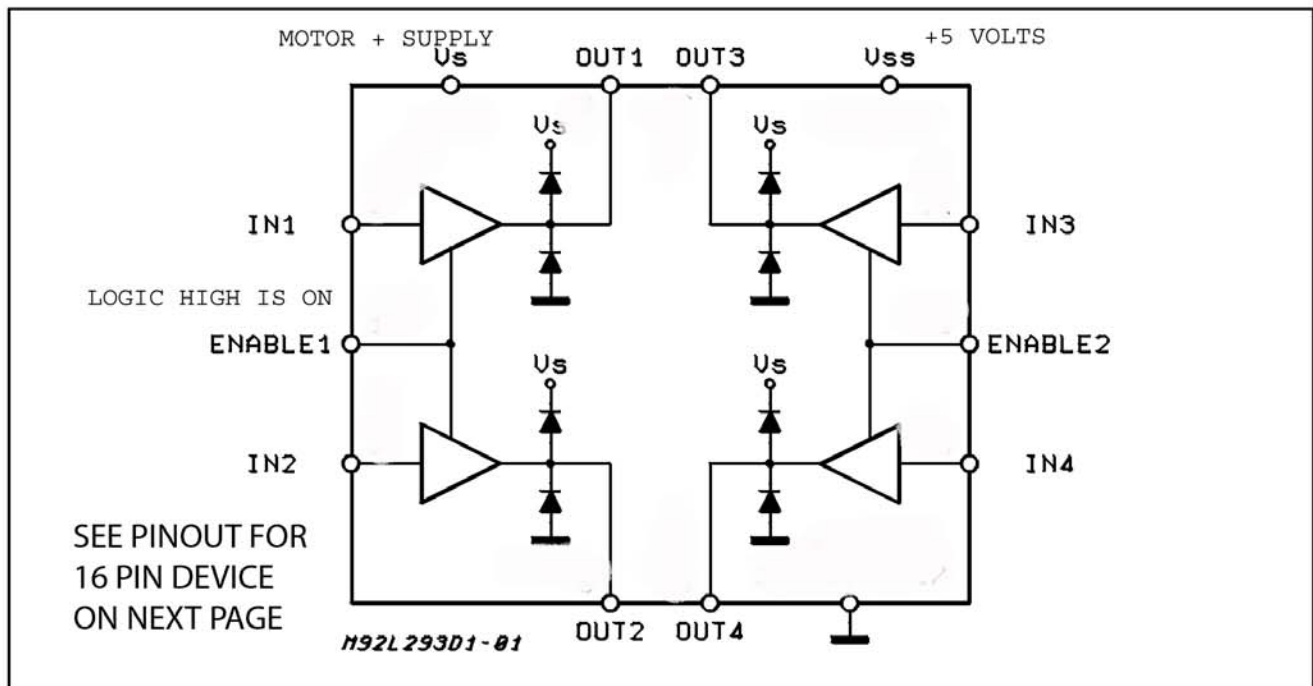 MOTOR + SUPPLY
+5 VOLTS
Vs
OUT1
OUT3
Vss
Vs
Vs
IN1
IN3
LOGIC HIGH IS ON
ENABLE1
ENABLE2
Vs
Vs
IN2
IN4
SEE PINOUT FOR
16 PIN DEVICE
ON NEXT PAGE
OUT2
OUT4
M92L293D1-01